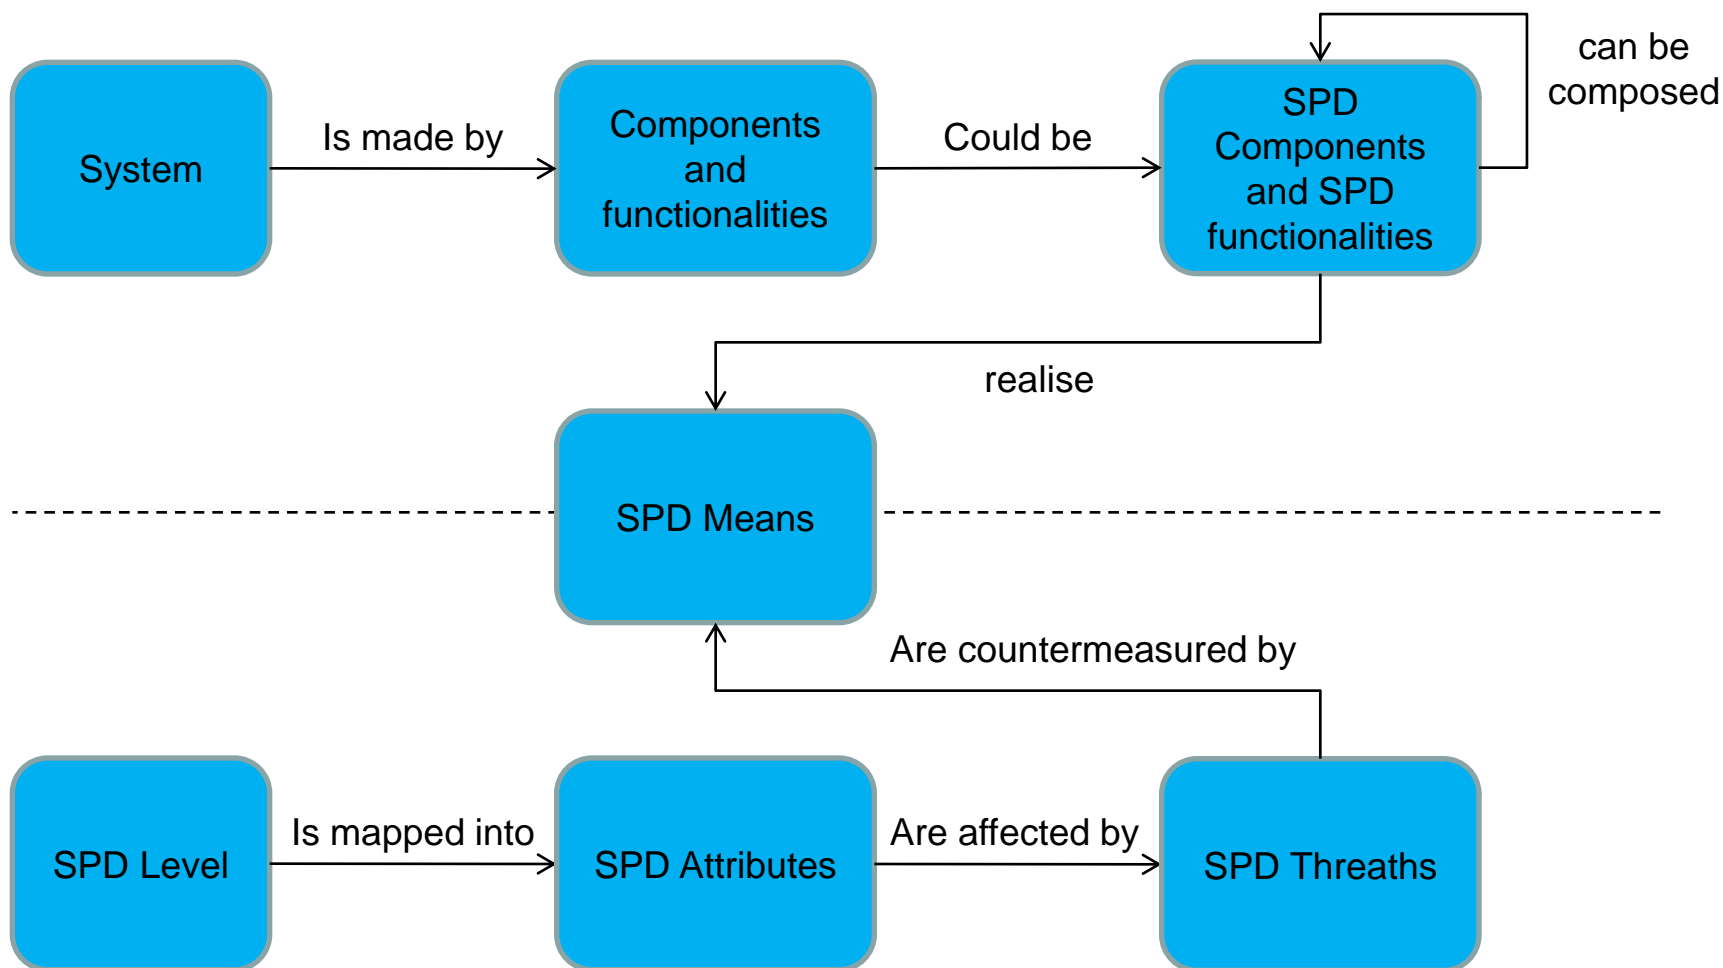 System
Is made by
Components
and
functionalities
Could be
SPD
Components
and SPD
functionalities
can be
composed
realise
SPD Means
Are countermeasured by
SPD Level
Is mapped into
SPD Attributes
Are affected by
SPD Threaths